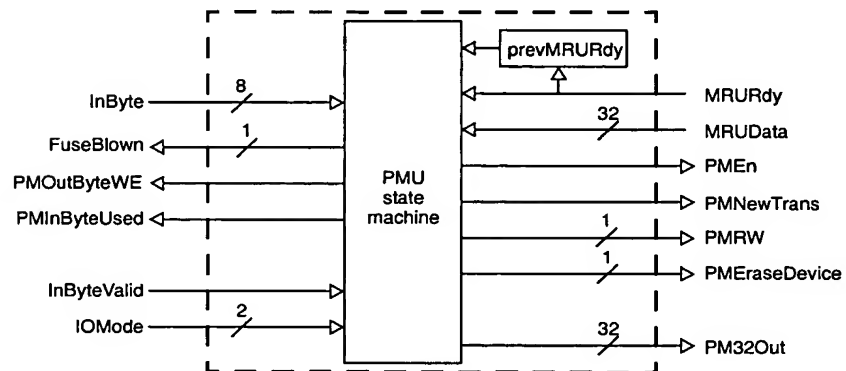 prevMRURdy
InByte
8
MRURdy
FuseBlown
1
32
MRUData
PMOutByteWE
PMU
state
machine
PMEn
PMInByteUsed
PMNewTrans
1
PMRW
1
PMEraseDevice
InByteValid
IOMode
2
32
PM32Out